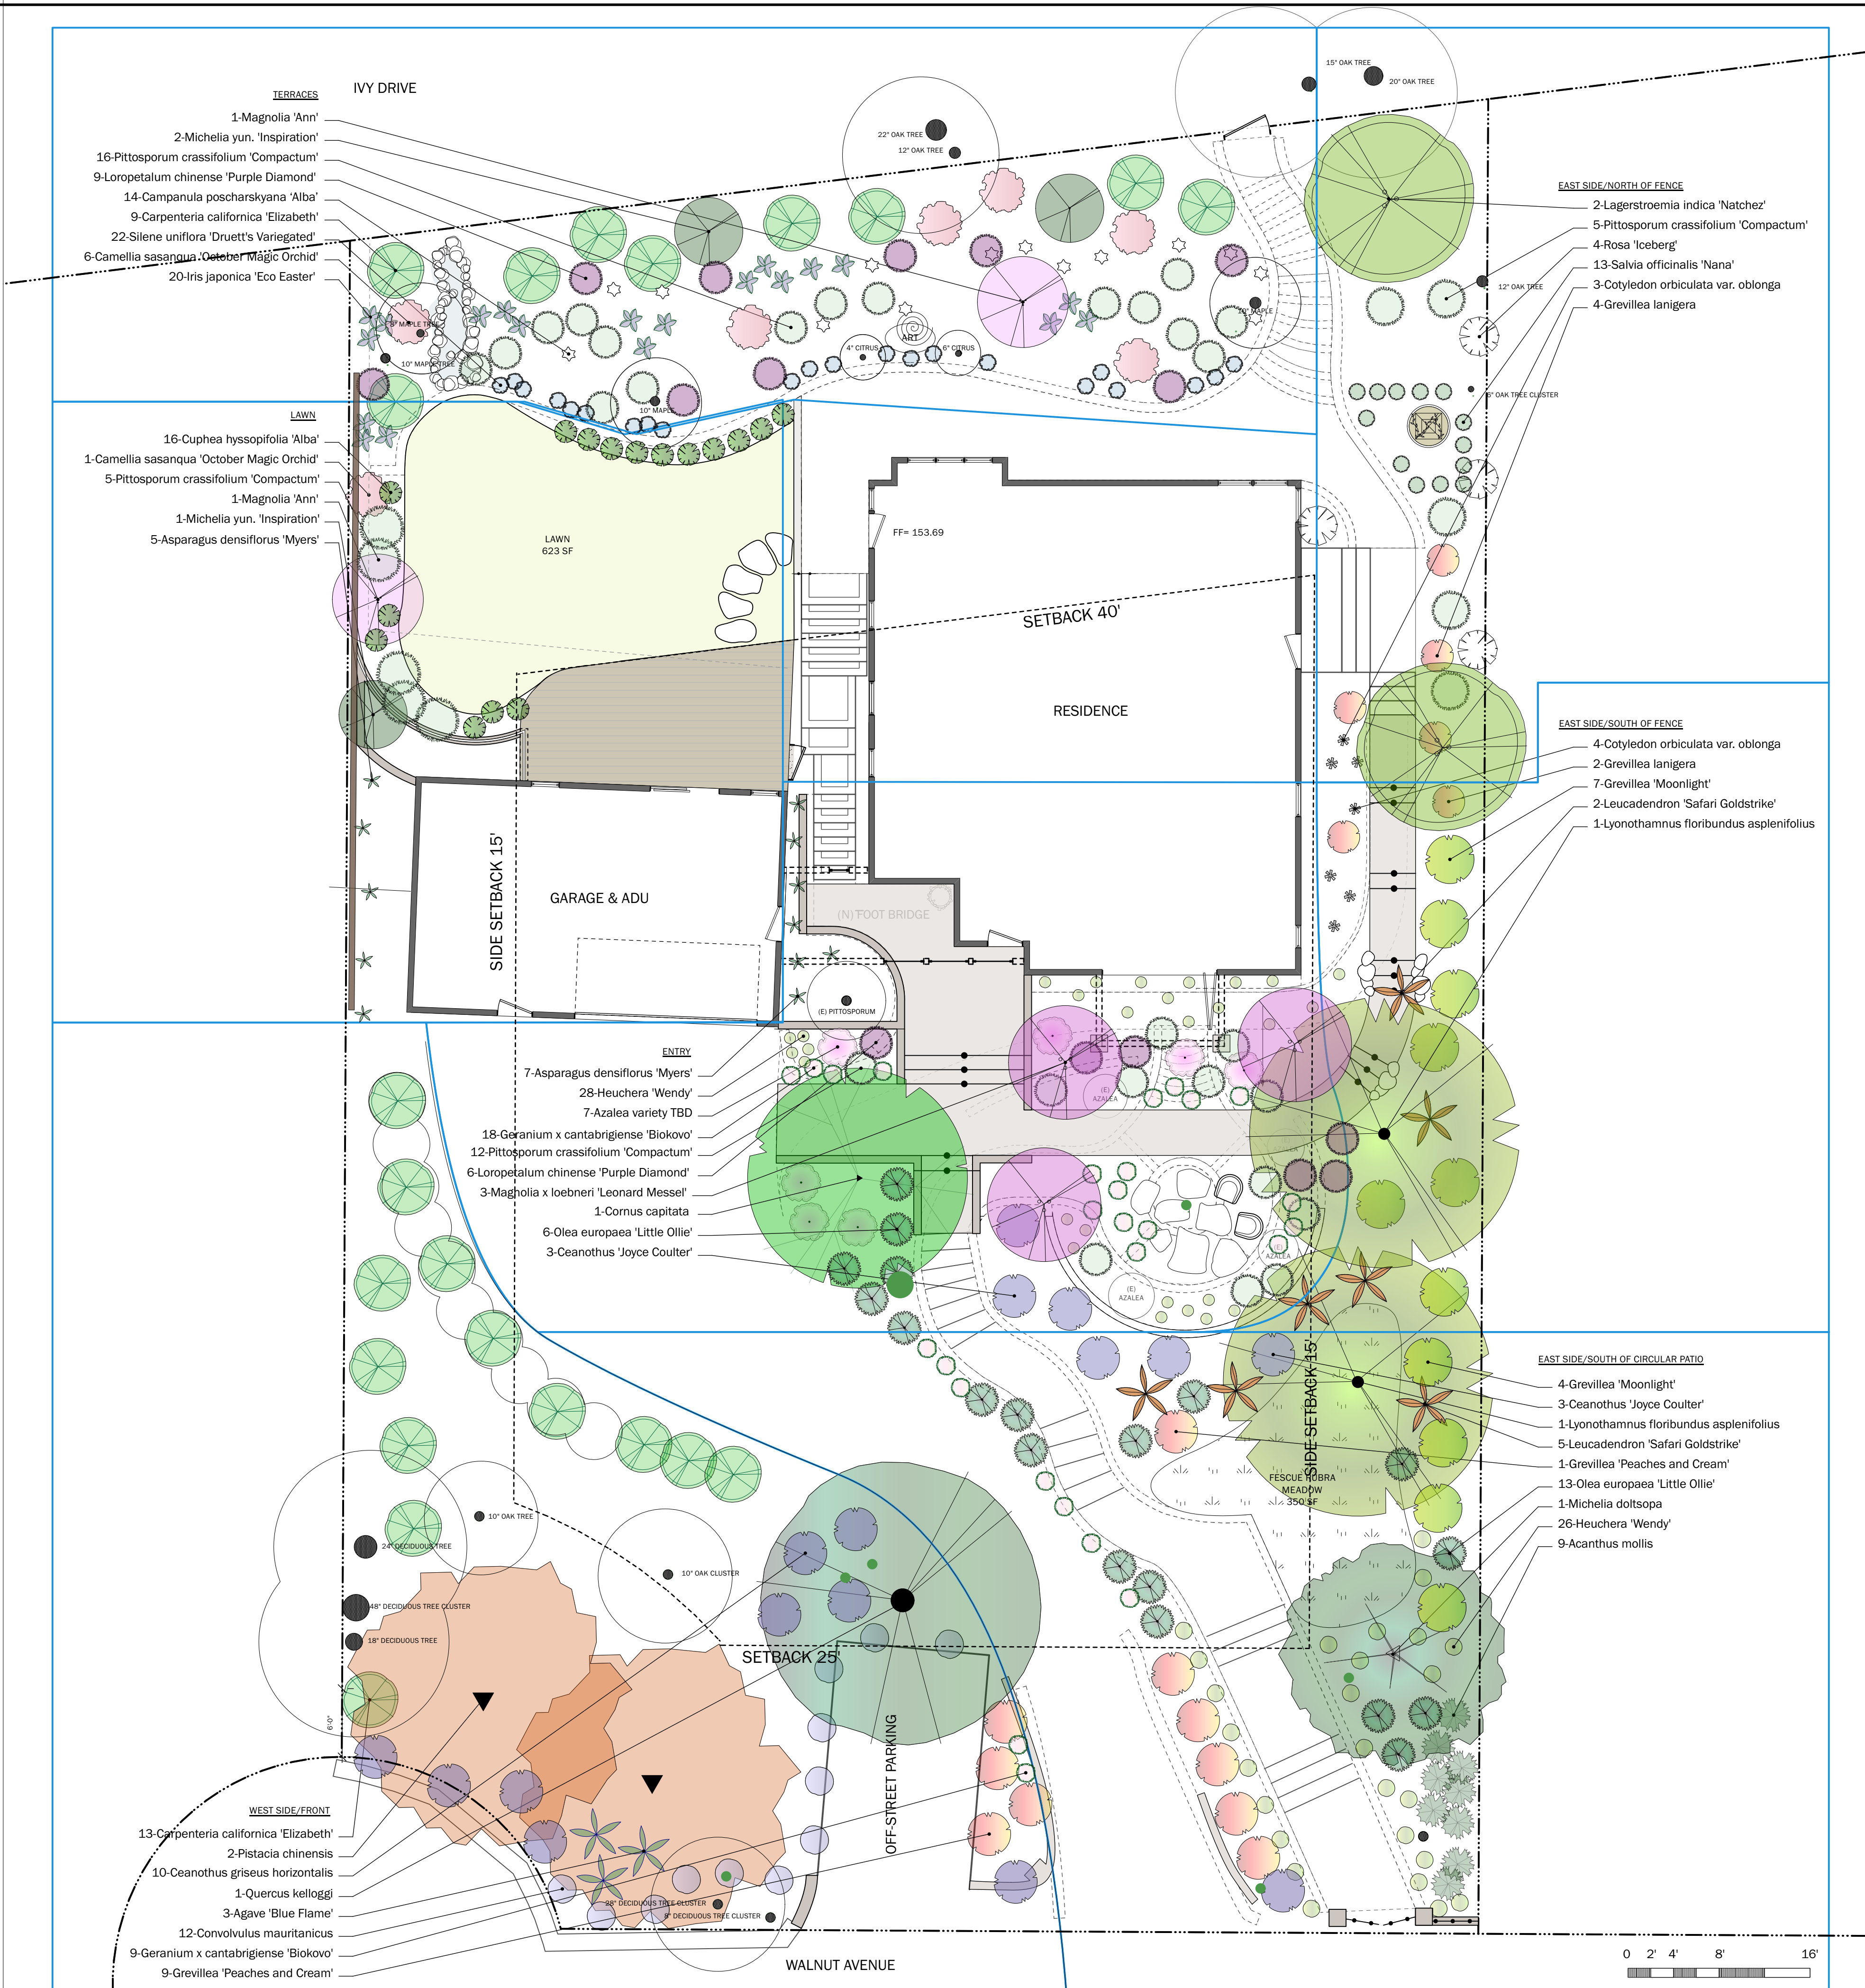 IVY DRIVE
TERRACES
1-Magnolia 'Ann'
2-Michelia yun. 'Inspiration'
16-Pittosporum crassifolium 'Compactum'
9-Loropetalum chinense 'Purple Diamond'
14-Campanula poscharskyana ‘Alba’
9-Carpenteria californica 'Elizabeth'
22-Silene uniflora 'Druett's Variegated'
6-Camellia sasanqua 'October Magic Orchid'
20-Iris japonica 'Eco Easter'
15" OAK TREE
20" OAK TREE
22" OAK TREE
12" OAK TREE
8" MAPLE TREE
10" MAPLE TREE
10" MAPLE
4" CITRUS
ART
6" CITRUS
10" MAPLE
12" OAK TREE
6" OAK TREE CLUSTER
EAST SIDE/NORTH OF FENCE
2-Lagerstroemia indica 'Natchez'
5-Pittosporum crassifolium 'Compactum'
4-Rosa 'Iceberg'
13-Salvia officinalis 'Nana'
3-Cotyledon orbiculata var. oblonga
4-Grevillea lanigera
LAWN
16-Cuphea hyssopifolia 'Alba'
1-Camellia sasanqua 'October Magic Orchid'
5-Pittosporum crassifolium 'Compactum'
1-Magnolia 'Ann'
1-Michelia yun. 'Inspiration'
5-Asparagus densiflorus 'Myers'
LAWN
623 SF
FF= 153.69
SETBACK 40'
RESIDENCE
EAST SIDE/SOUTH OF FENCE
4-Cotyledon orbiculata var. oblonga
2-Grevillea lanigera
7-Grevillea 'Moonlight'
2-Leucadendron 'Safari Goldstrike'
1-Lyonothamnus floribundus asplenifolius
SIDE SETBACK 15'
GARAGE & ADU
(N) FOOT BRIDGE
(E) PITTOSPORUM
ENTRY
7-Asparagus densiflorus 'Myers'
28-Heuchera 'Wendy'
7-Azalea variety TBD
18-Geranium x cantabrigiense 'Biokovo'
12-Pittosporum crassifolium 'Compactum'
6-Loropetalum chinense 'Purple Diamond'
3-Magnolia x loebneri 'Leonard Messel'
1-Cornus capitata
6-Olea europaea 'Little Ollie'
3-Ceanothus 'Joyce Coulter'
(E)
AZALEA
(E)
AZALEA
(E)
AZALEA
SIDE SETBACK 15'
EAST SIDE/SOUTH OF CIRCULAR PATIO
4-Grevillea 'Moonlight'
3-Ceanothus 'Joyce Coulter'
1-Lyonothamnus floribundus asplenifolius
5-Leucadendron 'Safari Goldstrike'
1-Grevillea 'Peaches and Cream'
13-Olea europaea 'Little Ollie'
1-Michelia doltsopa
26-Heuchera 'Wendy'
9-Acanthus mollis
FESCUE RUBRA
MEADOW
350 SF
10" OAK TREE
24" DECIDUOUS TREE
10" OAK CLUSTER
48" DECIDUOUS TREE CLUSTER
18" DECIDUOUS TREE
SETBACK 25'
6'-0"
OFF-STREET PARKING
WEST SIDE/FRONT
13-Carpenteria californica 'Elizabeth'
2-Pistacia chinensis
10-Ceanothus griseus horizontalis
1-Quercus kelloggi
3-Agave 'Blue Flame'
12-Convolvulus mauritanicus
9-Geranium x cantabrigiense 'Biokovo'
9-Grevillea 'Peaches and Cream'
28" DECIDUOUS TREE CLUSTER
8" DECIDUOUS TREE CLUSTER
WALNUT AVENUE
0 2' 4' 8' 16'